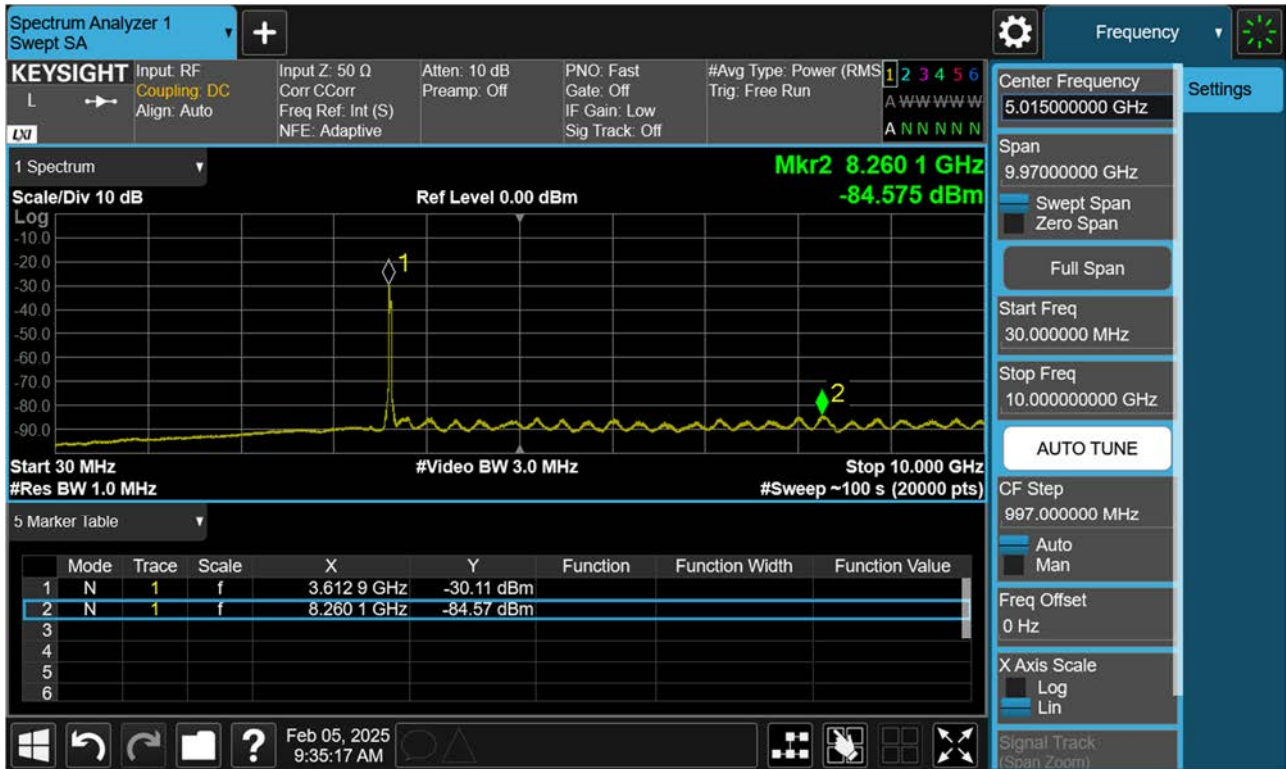 Spectrum Analyzer 1
Swept SA
+
Frequency
KEYSIGHT
L
LXI
Input: RF
Coupling: DC
Align: Auto
Input Z: 50 Ω
Corr CCorr
Freq Ref: Int (S)
NFE: Adaptive
Atten: 10 dB
Preamp: Off
PNO: Fast
Gate: Off
IF Gain: Low
Sig Track: Off
#Avg Type: Power (RMS
Trig: Free Run
1 2 3 4 5 6
A W W W W W
A N N N N N
1 Spectrum
Mkr2 8.260 1 GHz
Scale/Div 10 dB
Ref Level 0.00 dBm
-84.575 dBm
Log
-10.0
-20.0
-30.0
-40.0
-50.0
-60.0
-70.0
-80.0
-90.0
1
2
Start 30 MHz
#Video BW 3.0 MHz
Stop 10.000 GHz
#Res BW 1.0 MHz
#Sweep ~100 s (20000 pts)
5 Marker Table
Mode Trace Scale X Y Function Function Width Function Value
1 N 1 f 3.612 9 GHz -30.11 dBm
2 N 1 f 8.260 1 GHz -84.57 dBm
3
4
5
6
?
Feb 05, 2025
9:35:17 AM
Center Frequency
5.015000000 GHz
Settings
Span
9.97000000 GHz
Swept Span
Zero Span
Full Span
Start Freq
30.000000 MHz
Stop Freq
10.000000000 GHz
AUTO TUNE
CF Step
997.000000 MHz
Auto
Man
Freq Offset
0 Hz
X Axis Scale
Log
Lin
Signal Track
(Span Zoom)